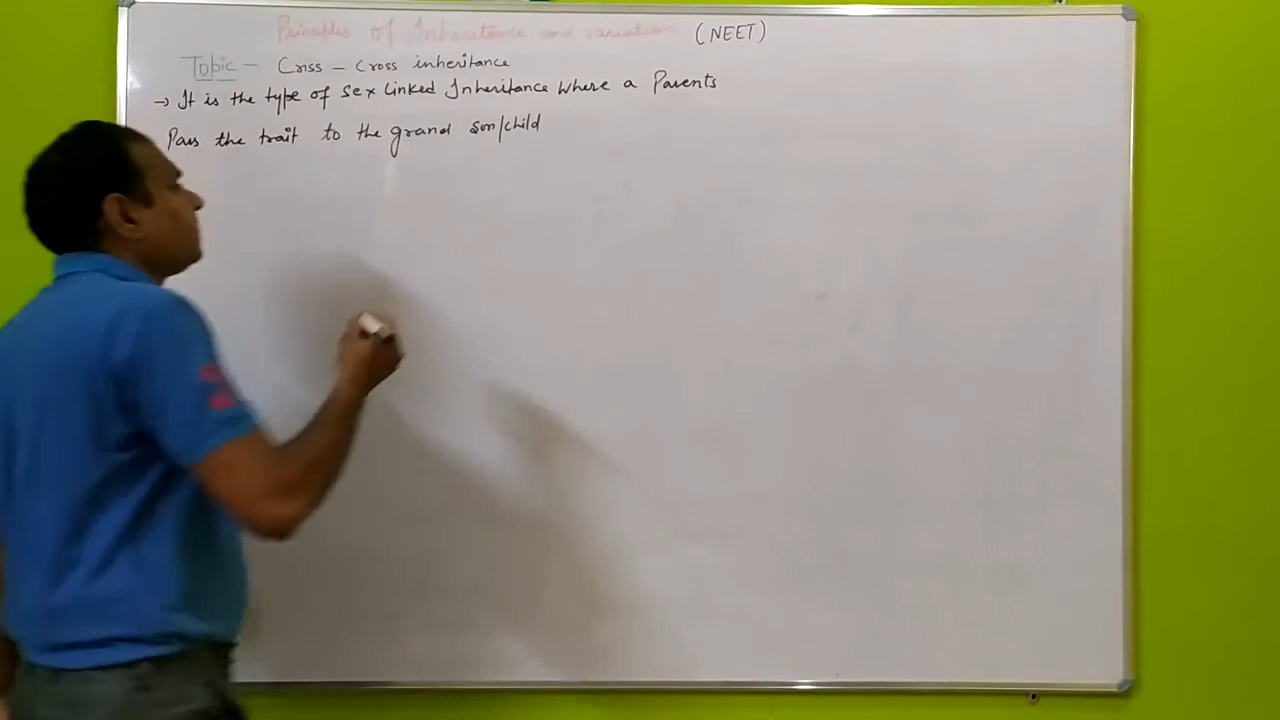 Principles of Inheritance and variation (NEET)
Topic - Criss - Cross inheritance
→ It is the type of sex linked Inheritance where a Parents
Pass the trait to the grand son/child